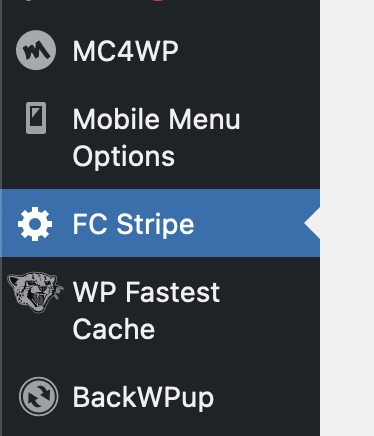 MC4WP
Mobile Menu
Options
FC Stripe
WP Fastest
Cache
BackWPup